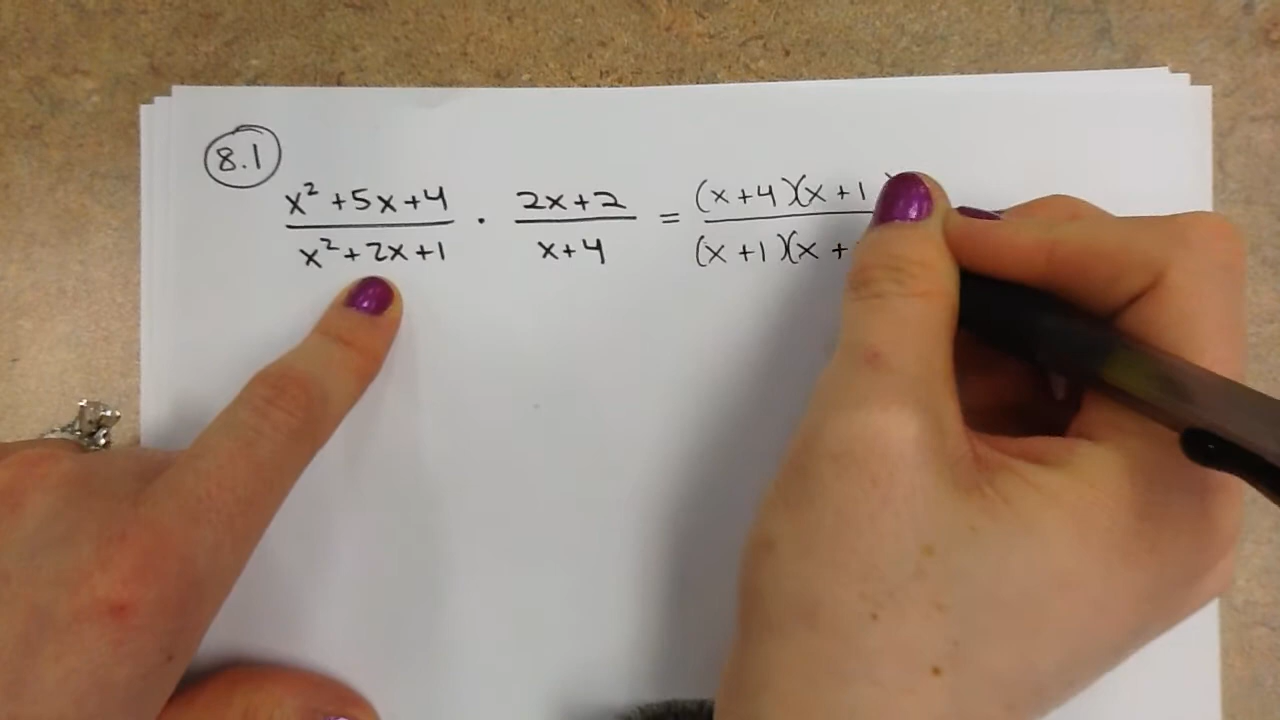 8.1
x² + 5x + 4 / x² + 2x + 1 · 2x + 2 / x + 4 = (x + 4)(x + 1) / (x + 1)(x +